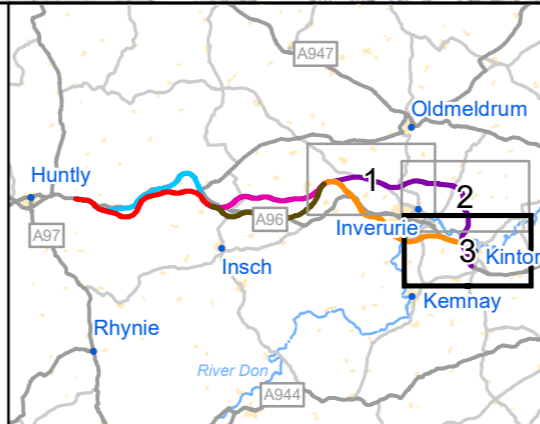 A947
Oldmeldrum
Huntly
1
2
A97
A96
Inverurie
3
Kintor
Insch
Kemnay
Rhynie
River Don
A944